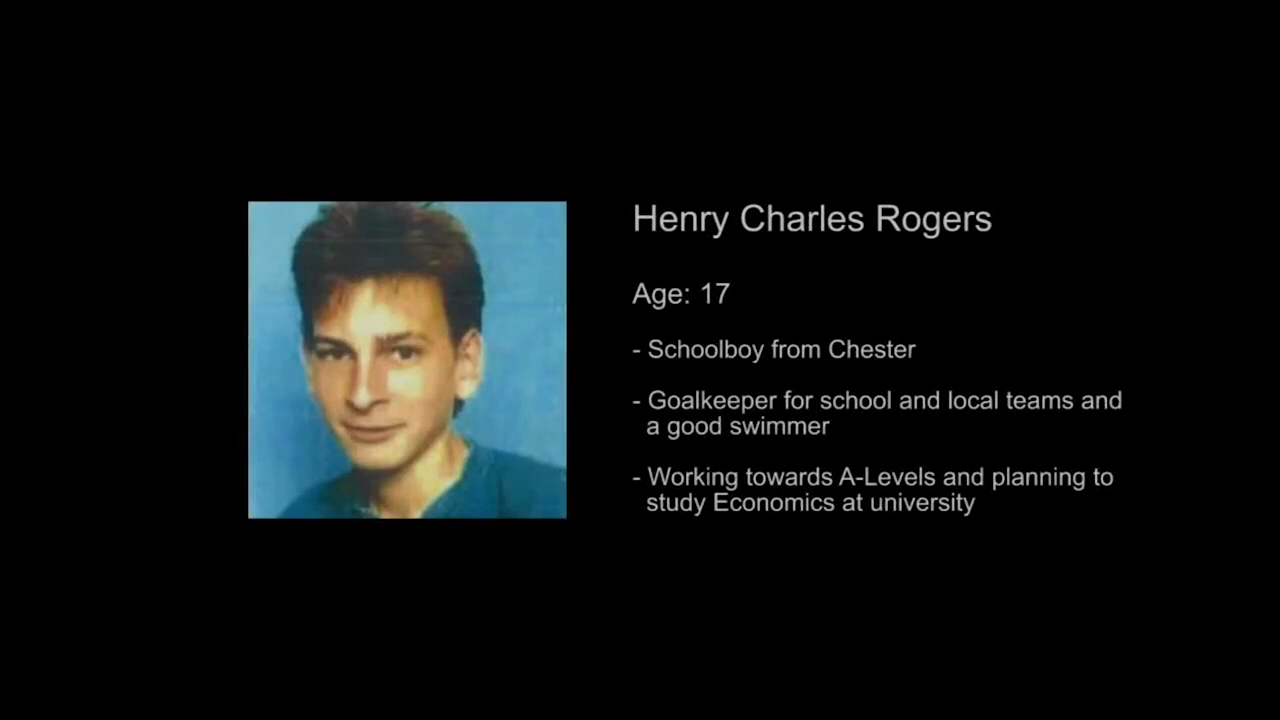 Henry Charles Rogers
Age: 17
- Schoolboy from Chester
- Goalkeeper for school and local teams and
a good swimmer
- Working towards A-Levels and planning to
study Economics at university